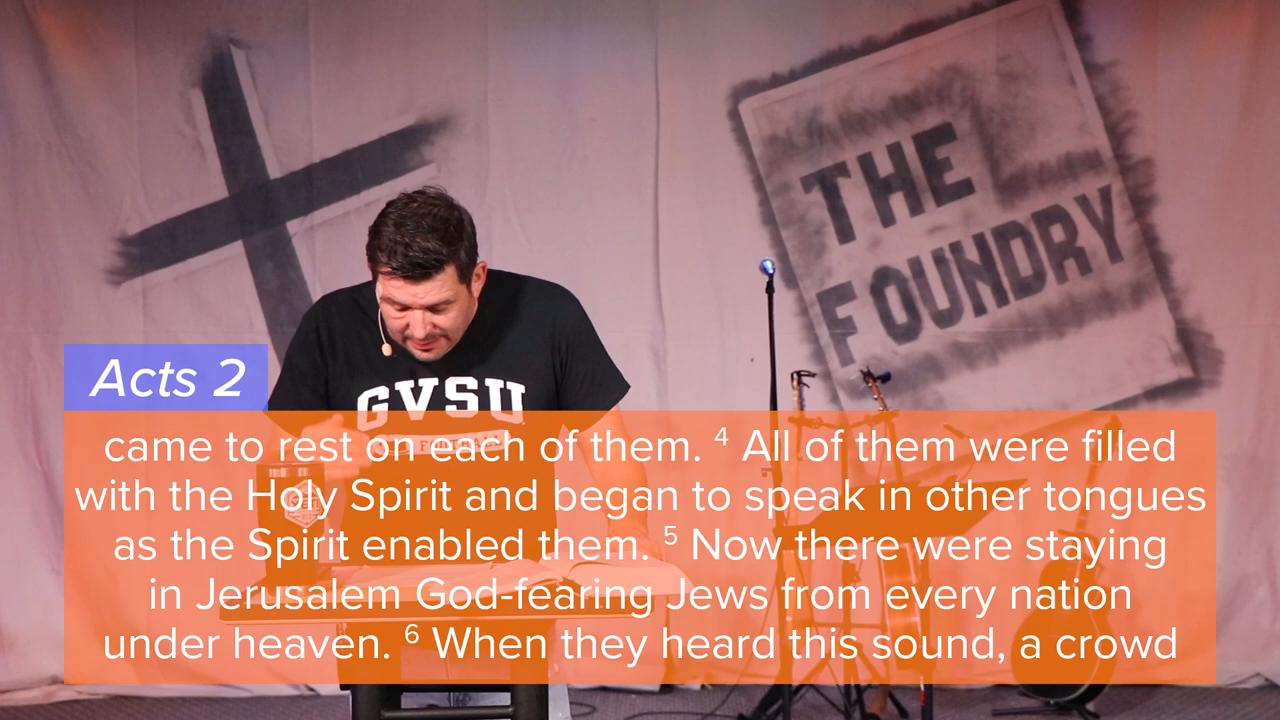 THE
FOUNDRY
GVSU
Acts 2
came to rest on each of them. ⁴ All of them were filled
with the Holy Spirit and began to speak in other tongues
as the Spirit enabled them. ⁵ Now there were staying
in Jerusalem God-fearing Jews from every nation
under heaven. ⁶ When they heard this sound, a crowd